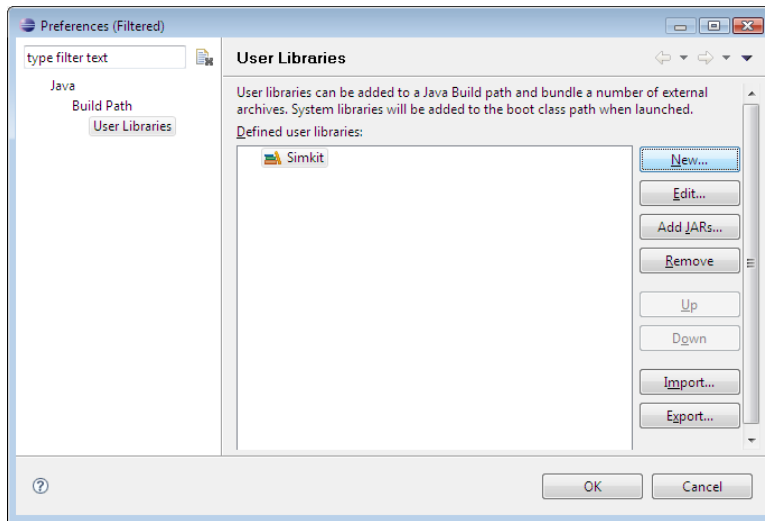 Preferences (Filtered)
type filter text
Java
Build Path
User Libraries
User Libraries
User libraries can be added to a Java Build path and bundle a number of external
archives. System libraries will be added to the boot class path when launched.
Defined user libraries:
Simkit
New...
Edit...
Add JARs...
Remove
Up
Down
Import...
Export...
OK
Cancel